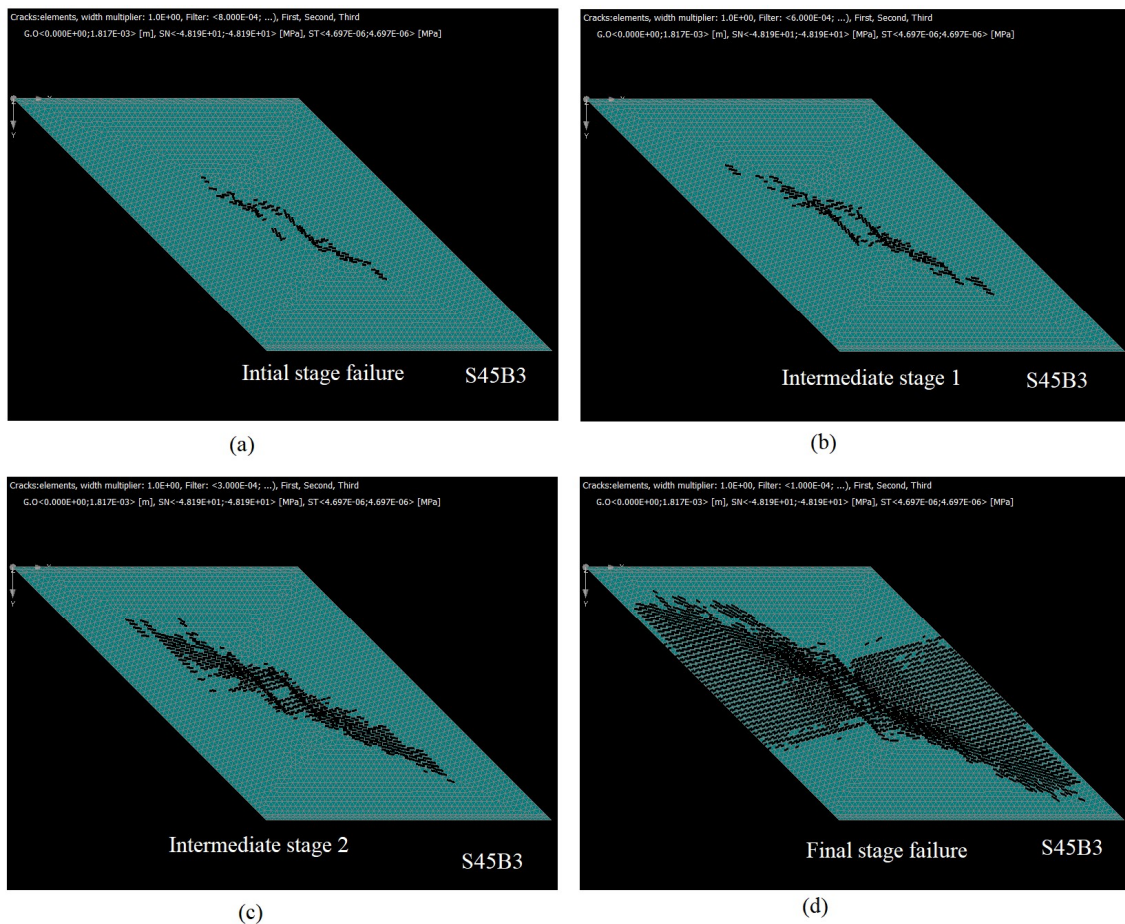 Cracks:elements, width multiplier: 1.0E+00, Filter: <8.000E-04; ...), First, Second, Third
G.O<0.000E+00;1.817E-03> [m], SN<-4.819E+01;-4.819E+01> [MPa], ST<4.697E-06;4.697E-06> [MPa]
Y
Intial stage failure
S45B3
(a)
Cracks:elements, width multiplier: 1.0E+00, Filter: <6.000E-04; ...), First, Second, Third
G.O<0.000E+00;1.817E-03> [m], SN<-4.819E+01;-4.819E+01> [MPa], ST<4.697E-06;4.697E-06> [MPa]
Y
Intermediate stage 1
S45B3
(b)
Cracks:elements, width multiplier: 1.0E+00, Filter: <3.000E-04; ...), First, Second, Third
G.O<0.000E+00;1.817E-03> [m], SN<-4.819E+01;-4.819E+01> [MPa], ST<4.697E-06;4.697E-06> [MPa]
Y
Intermediate stage 2
S45B3
(c)
Cracks:elements, width multiplier: 1.0E+00, Filter: <1.000E-04; ...), First, Second, Third
G.O<0.000E+00;1.817E-03> [m], SN<-4.819E+01;-4.819E+01> [MPa], ST<4.697E-06;4.697E-06> [MPa]
Y
Final stage failure
S45B3
(d)